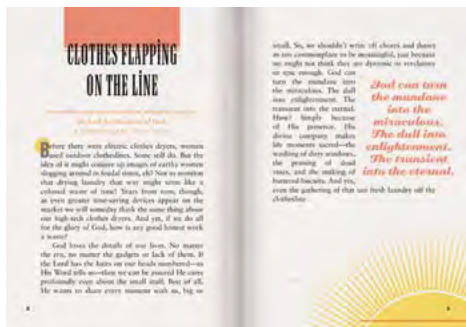 CLOTHES FLAPPING
ON THE LINE
Before there were electric clothes dryers, women
used outdoor clotheslines. Some still do. But the
idea of it might conjure up images of earthy women
slogging around in feudal times, eh? Not to mention
that drying laundry that way might seem like a
colossal waste of time! Years from now, though,
as even greater time-saving devices appear on the
market we will someday think the same thing about
our high-tech clothes dryers. And yet, if we do all
for the glory of God, how is any good honest work
a waste?
God loves the details of our lives. No matter
the era, no matter the gadgets or lack of them. If
the Lord has the hairs on our heads numbered—as
His Word tells us—then we can be assured He cares
profoundly even about the small stuff. Best of all,
He wants to share every moment with us, big or
small. So, we shouldn't write off chores and duties
as too commonplace to be meaningful, just because
we might not think they are dynamic or revelatory
or epic enough. God can
turn the mundane into
the miraculous. The dull
into enlightenment. The
transient into the eternal.
How? Simply because
of His presence. His
divine company makes
life moments sacred—the
washing of dirty windows,
the pruning of dead
roses, and the making of
buttered biscuits. And yes,
even the gathering of sun-fresh laundry off the
clothesline.
God can turn
the mundane
into the
miraculous.
The dull into
enlightenment.
The transient
into the eternal.